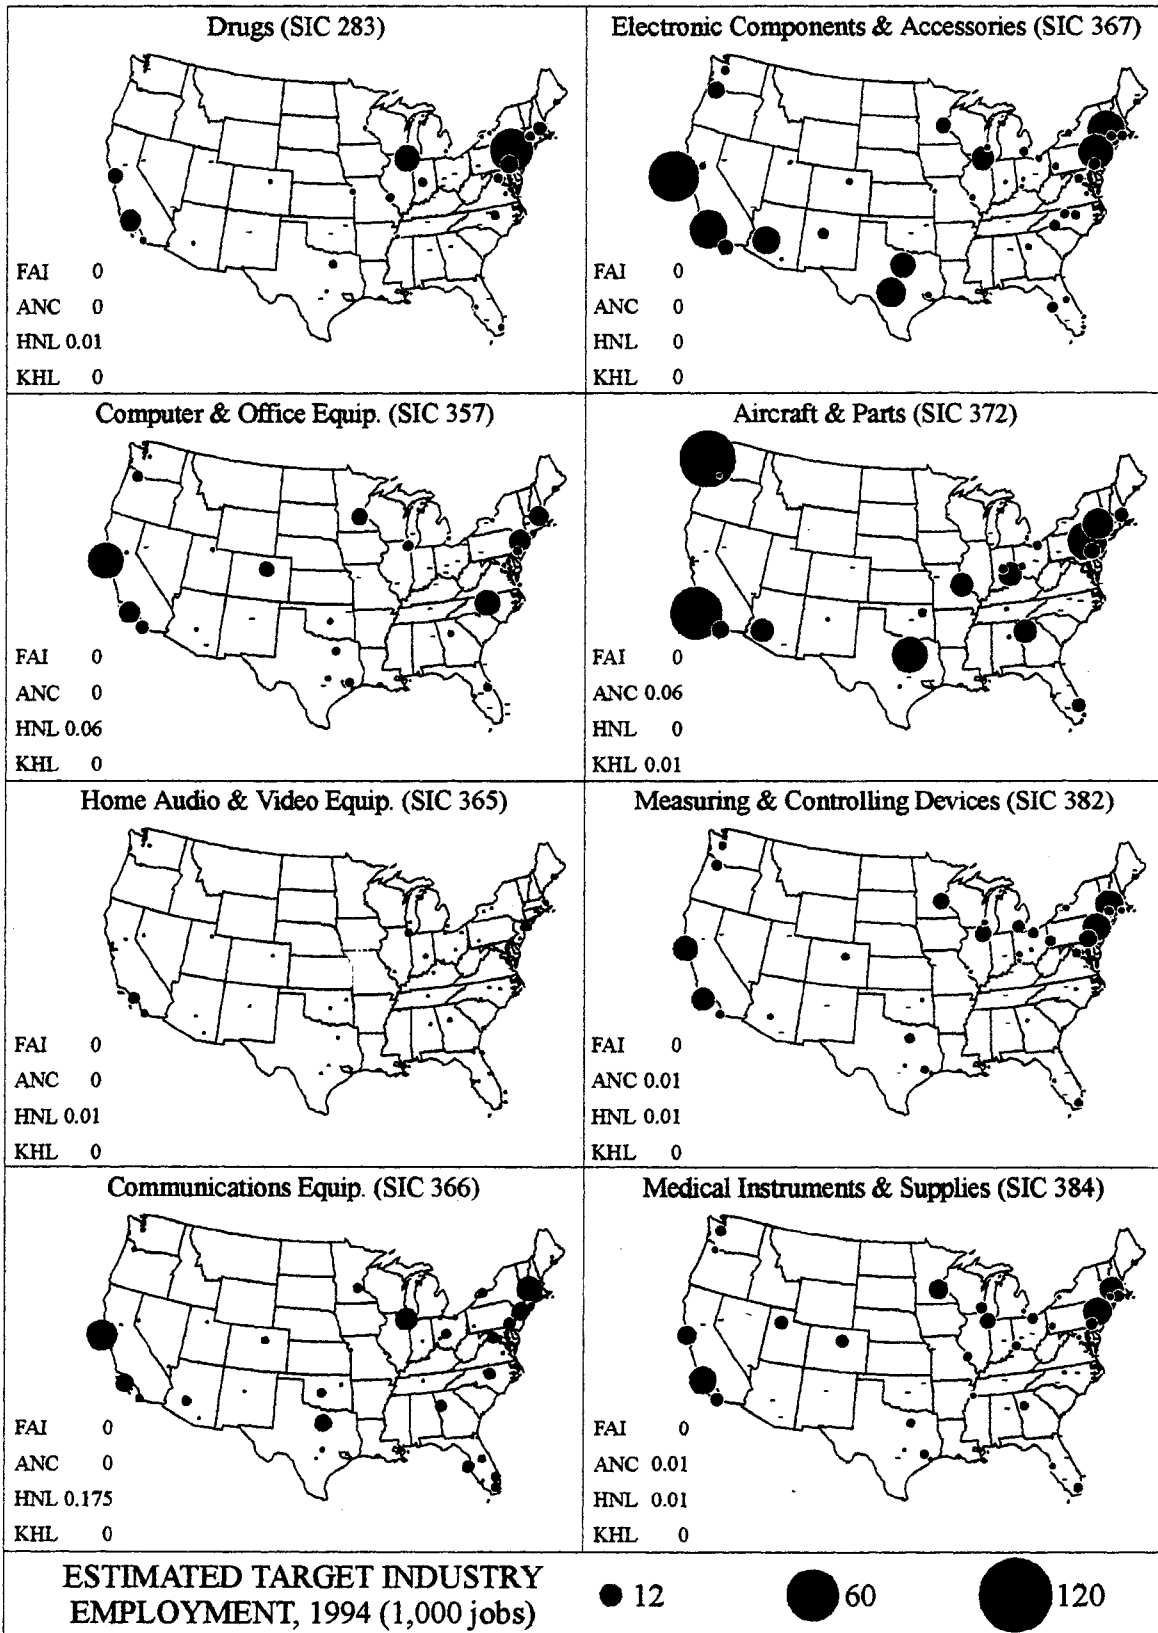 Drugs (SIC 283)
FAI 0
ANC 0
HNL 0.01
KHL 0
Electronic Components & Accessories (SIC 367)
FAI 0
ANC 0
HNL 0
KHL 0
Computer & Office Equip. (SIC 357)
FAI 0
ANC 0
HNL 0.06
KHL 0
Aircraft & Parts (SIC 372)
FAI 0
ANC 0.06
HNL 0
KHL 0.01
Home Audio & Video Equip. (SIC 365)
FAI 0
ANC 0
HNL 0.01
KHL 0
Measuring & Controlling Devices (SIC 382)
FAI 0
ANC 0.01
HNL 0.01
KHL 0
Communications Equip. (SIC 366)
FAI 0
ANC 0
HNL 0.175
KHL 0
Medical Instruments & Supplies (SIC 384)
FAI 0
ANC 0.01
HNL 0.01
KHL 0
ESTIMATED TARGET INDUSTRY
EMPLOYMENT, 1994 (1,000 jobs)
12 60 120